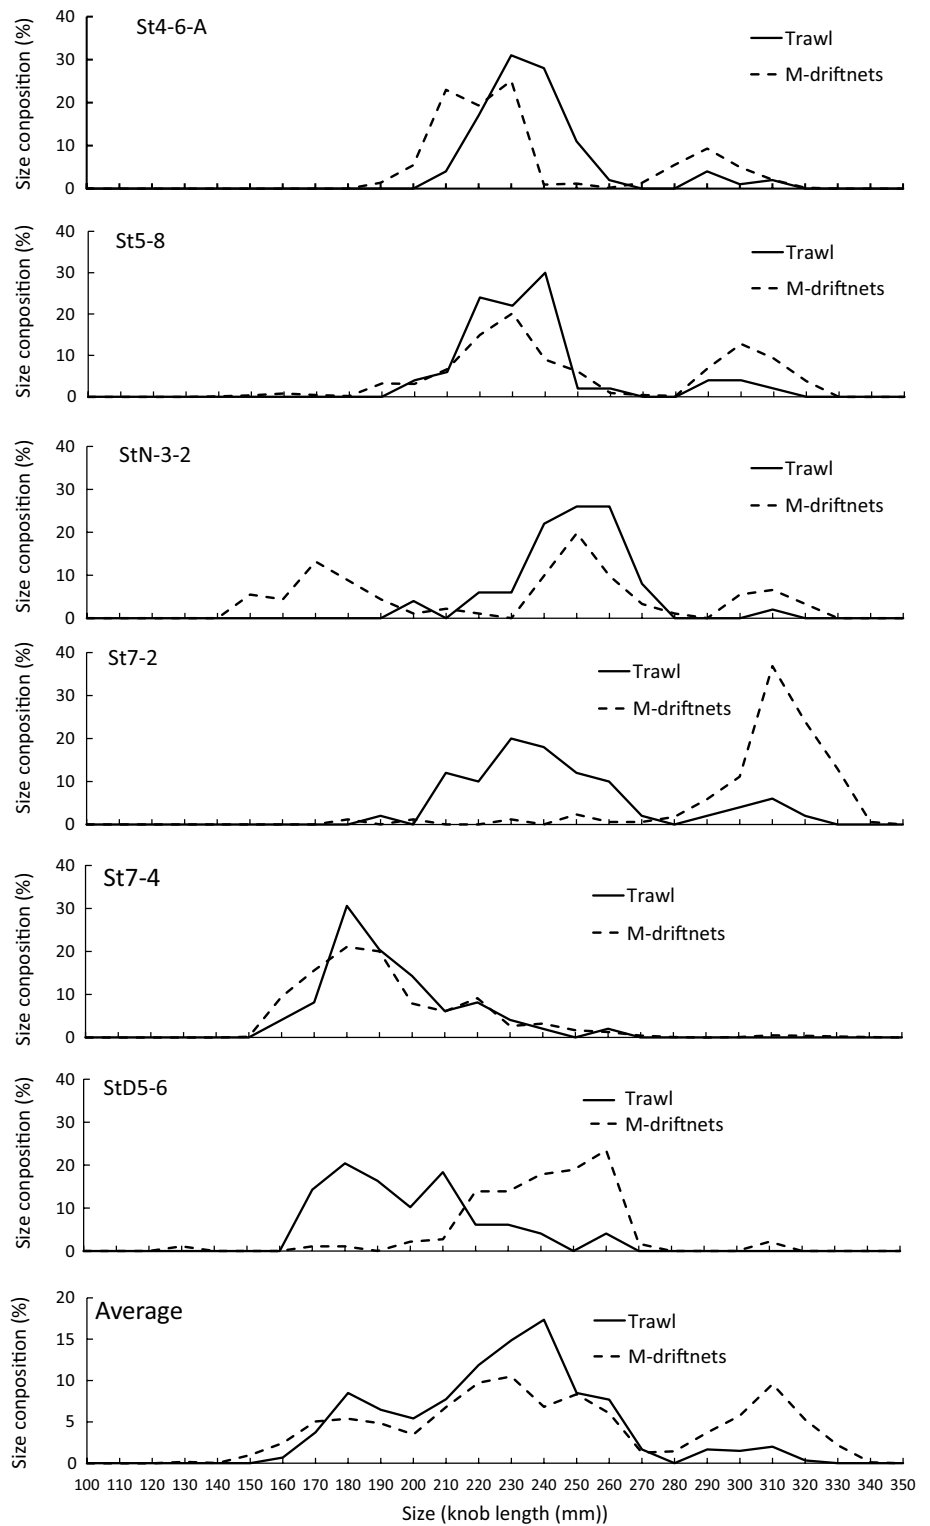 Size conposition (%)
40
30
20
10
0
St4-6-A
Trawl
M-driftnets
Size conposition (%)
40
30
20
10
0
St5-8
Trawl
M-driftnets
Size conposition (%)
40
30
20
10
0
StN-3-2
Trawl
M-driftnets
Size conposition (%)
40
30
20
10
0
St7-2
Trawl
M-driftnets
Size conposition (%)
40
30
20
10
0
St7-4
Trawl
M-driftnets
Size conposition (%)
40
30
20
10
0
StD5-6
Trawl
M-driftnets
Size conposition (%)
20
15
10
5
0
Average
Trawl
M-driftnets
100 110 120 130 140 150 160 170 180 190 200 210 220 230 240 250 260 270 280 290 300 310 320 330 340 350
Size (knob length (mm))